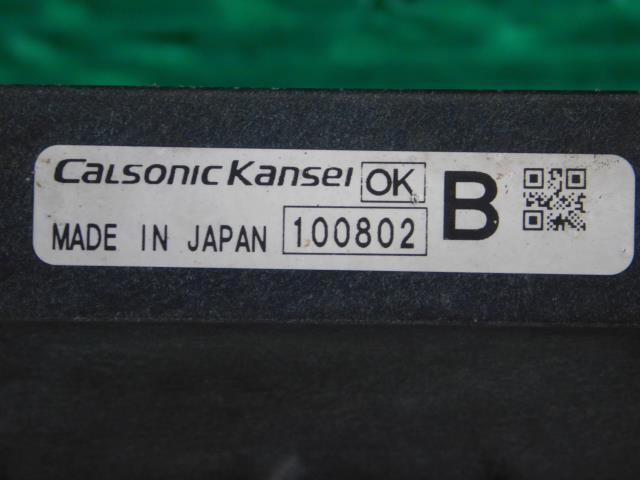 CaLsonic Kansei OK B
MADE IN JAPAN 100802